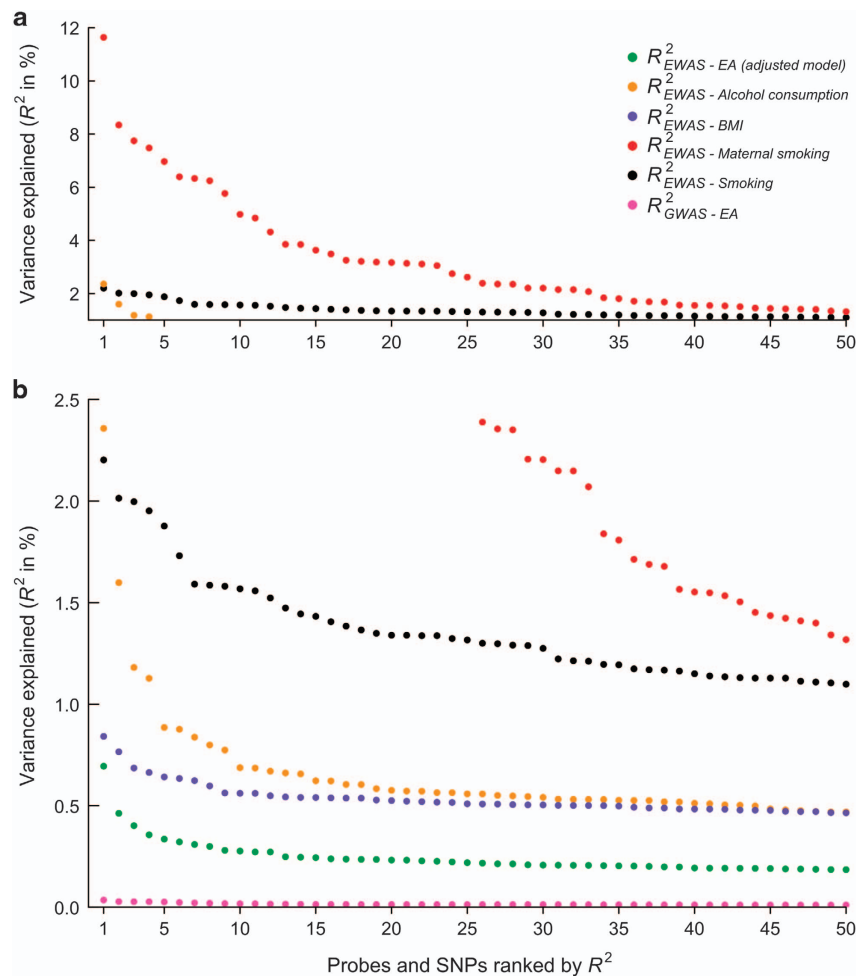 a
12
10
8
6
4
2
Variance explained (R² in %)
R²EWAS - EA (adjusted model)
R²EWAS - Alcohol consumption
R²EWAS - BMI
R²EWAS - Maternal smoking
R²EWAS - Smoking
R²GWAS - EA
1 5 10 15 20 25 30 35 40 45 50
b
2.5
2.0
1.5
1.0
0.5
0.0
Variance explained (R² in %)
1 5 10 15 20 25 30 35 40 45 50
Probes and SNPs ranked by R²